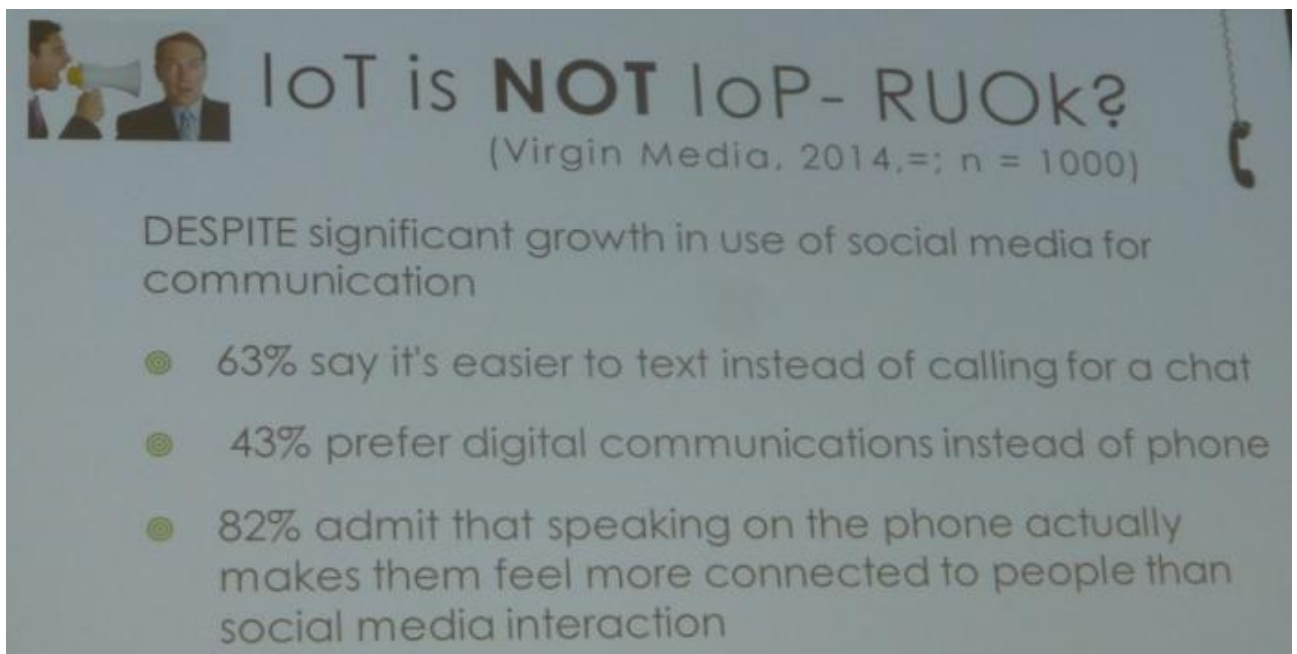 IoT is NOT IoP- RUOk?
(Virgin Media, 2014,=; n = 1000)
DESPITE significant growth in use of social media for
communication
63% say it's easier to text instead of calling for a chat
43% prefer digital communications instead of phone
82% admit that speaking on the phone actually
makes them feel more connected to people than
social media interaction